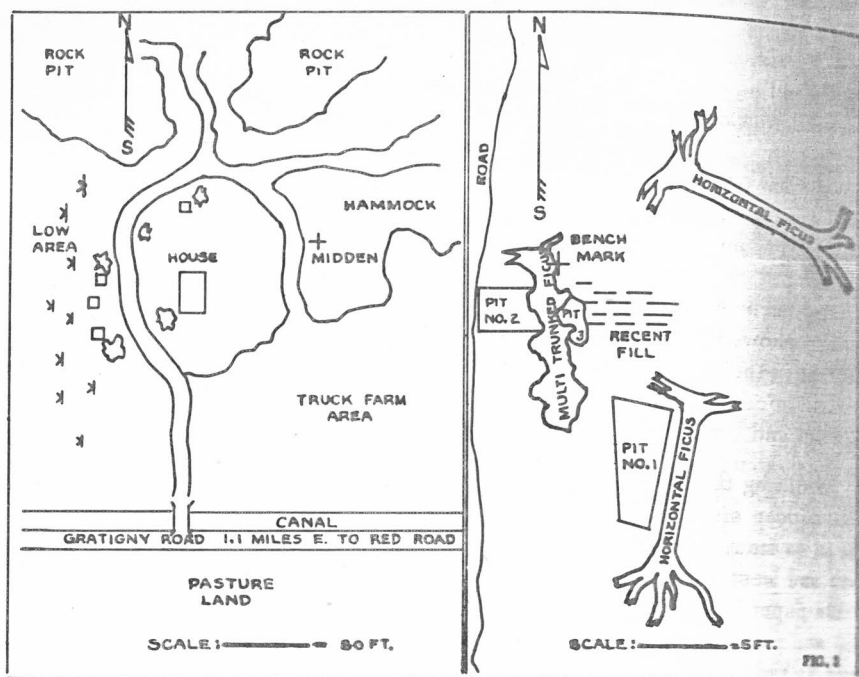 N
ROCK
PIT
ROCK
PIT
S
HAMMOCK
LOW
AREA
HOUSE
MIDDEN
TRUCK FARM
AREA
CANAL
GRATIGNY ROAD 1.1 MILES E. TO RED ROAD
PASTURE
LAND
SCALE: 80 FT.
N
ROAD
S
HORIZONTAL FICUS
BENCH
MARK
PIT
NO. 2
MULTI TRUNKED FICUS
PIT
3
RECENT
FILL
PIT
NO. 1
HORIZONTAL FICUS
SCALE: 5 FT.